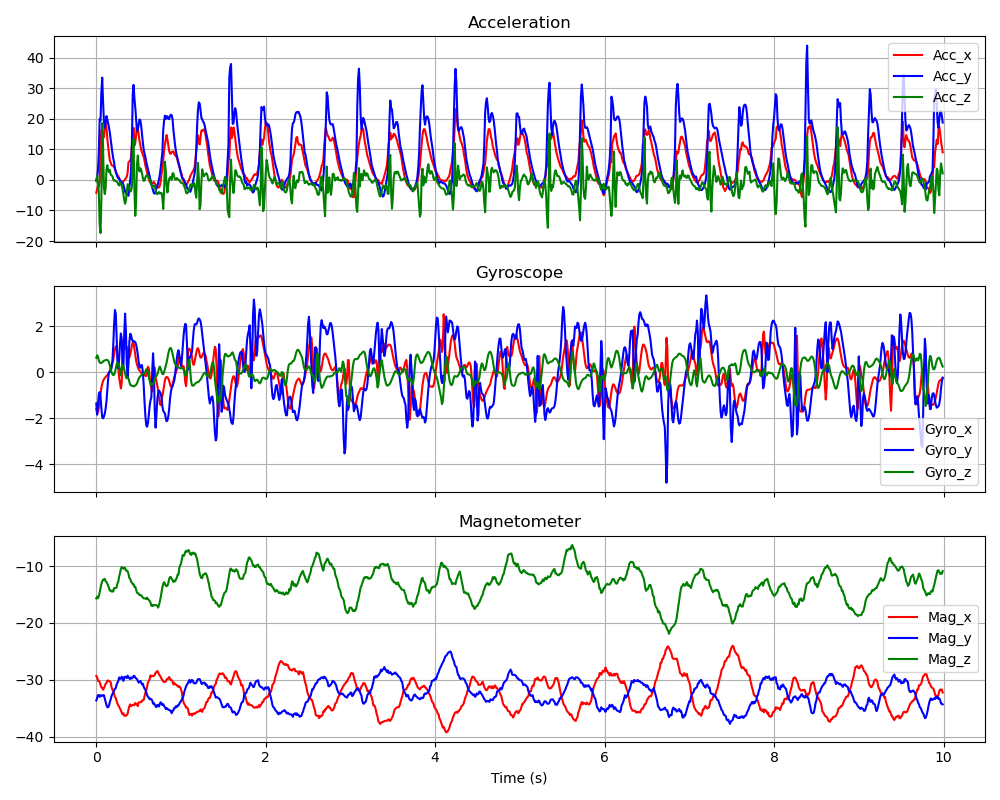 Acceleration
40
30
20
10
0
−10
−20
Acc_x
Acc_y
Acc_z
Gyroscope
2
0
−2
−4
Gyro_x
Gyro_y
Gyro_z
Magnetometer
−10
−20
−30
−40
Mag_x
Mag_y
Mag_z
0 2 4 6 8 10
Time (s)